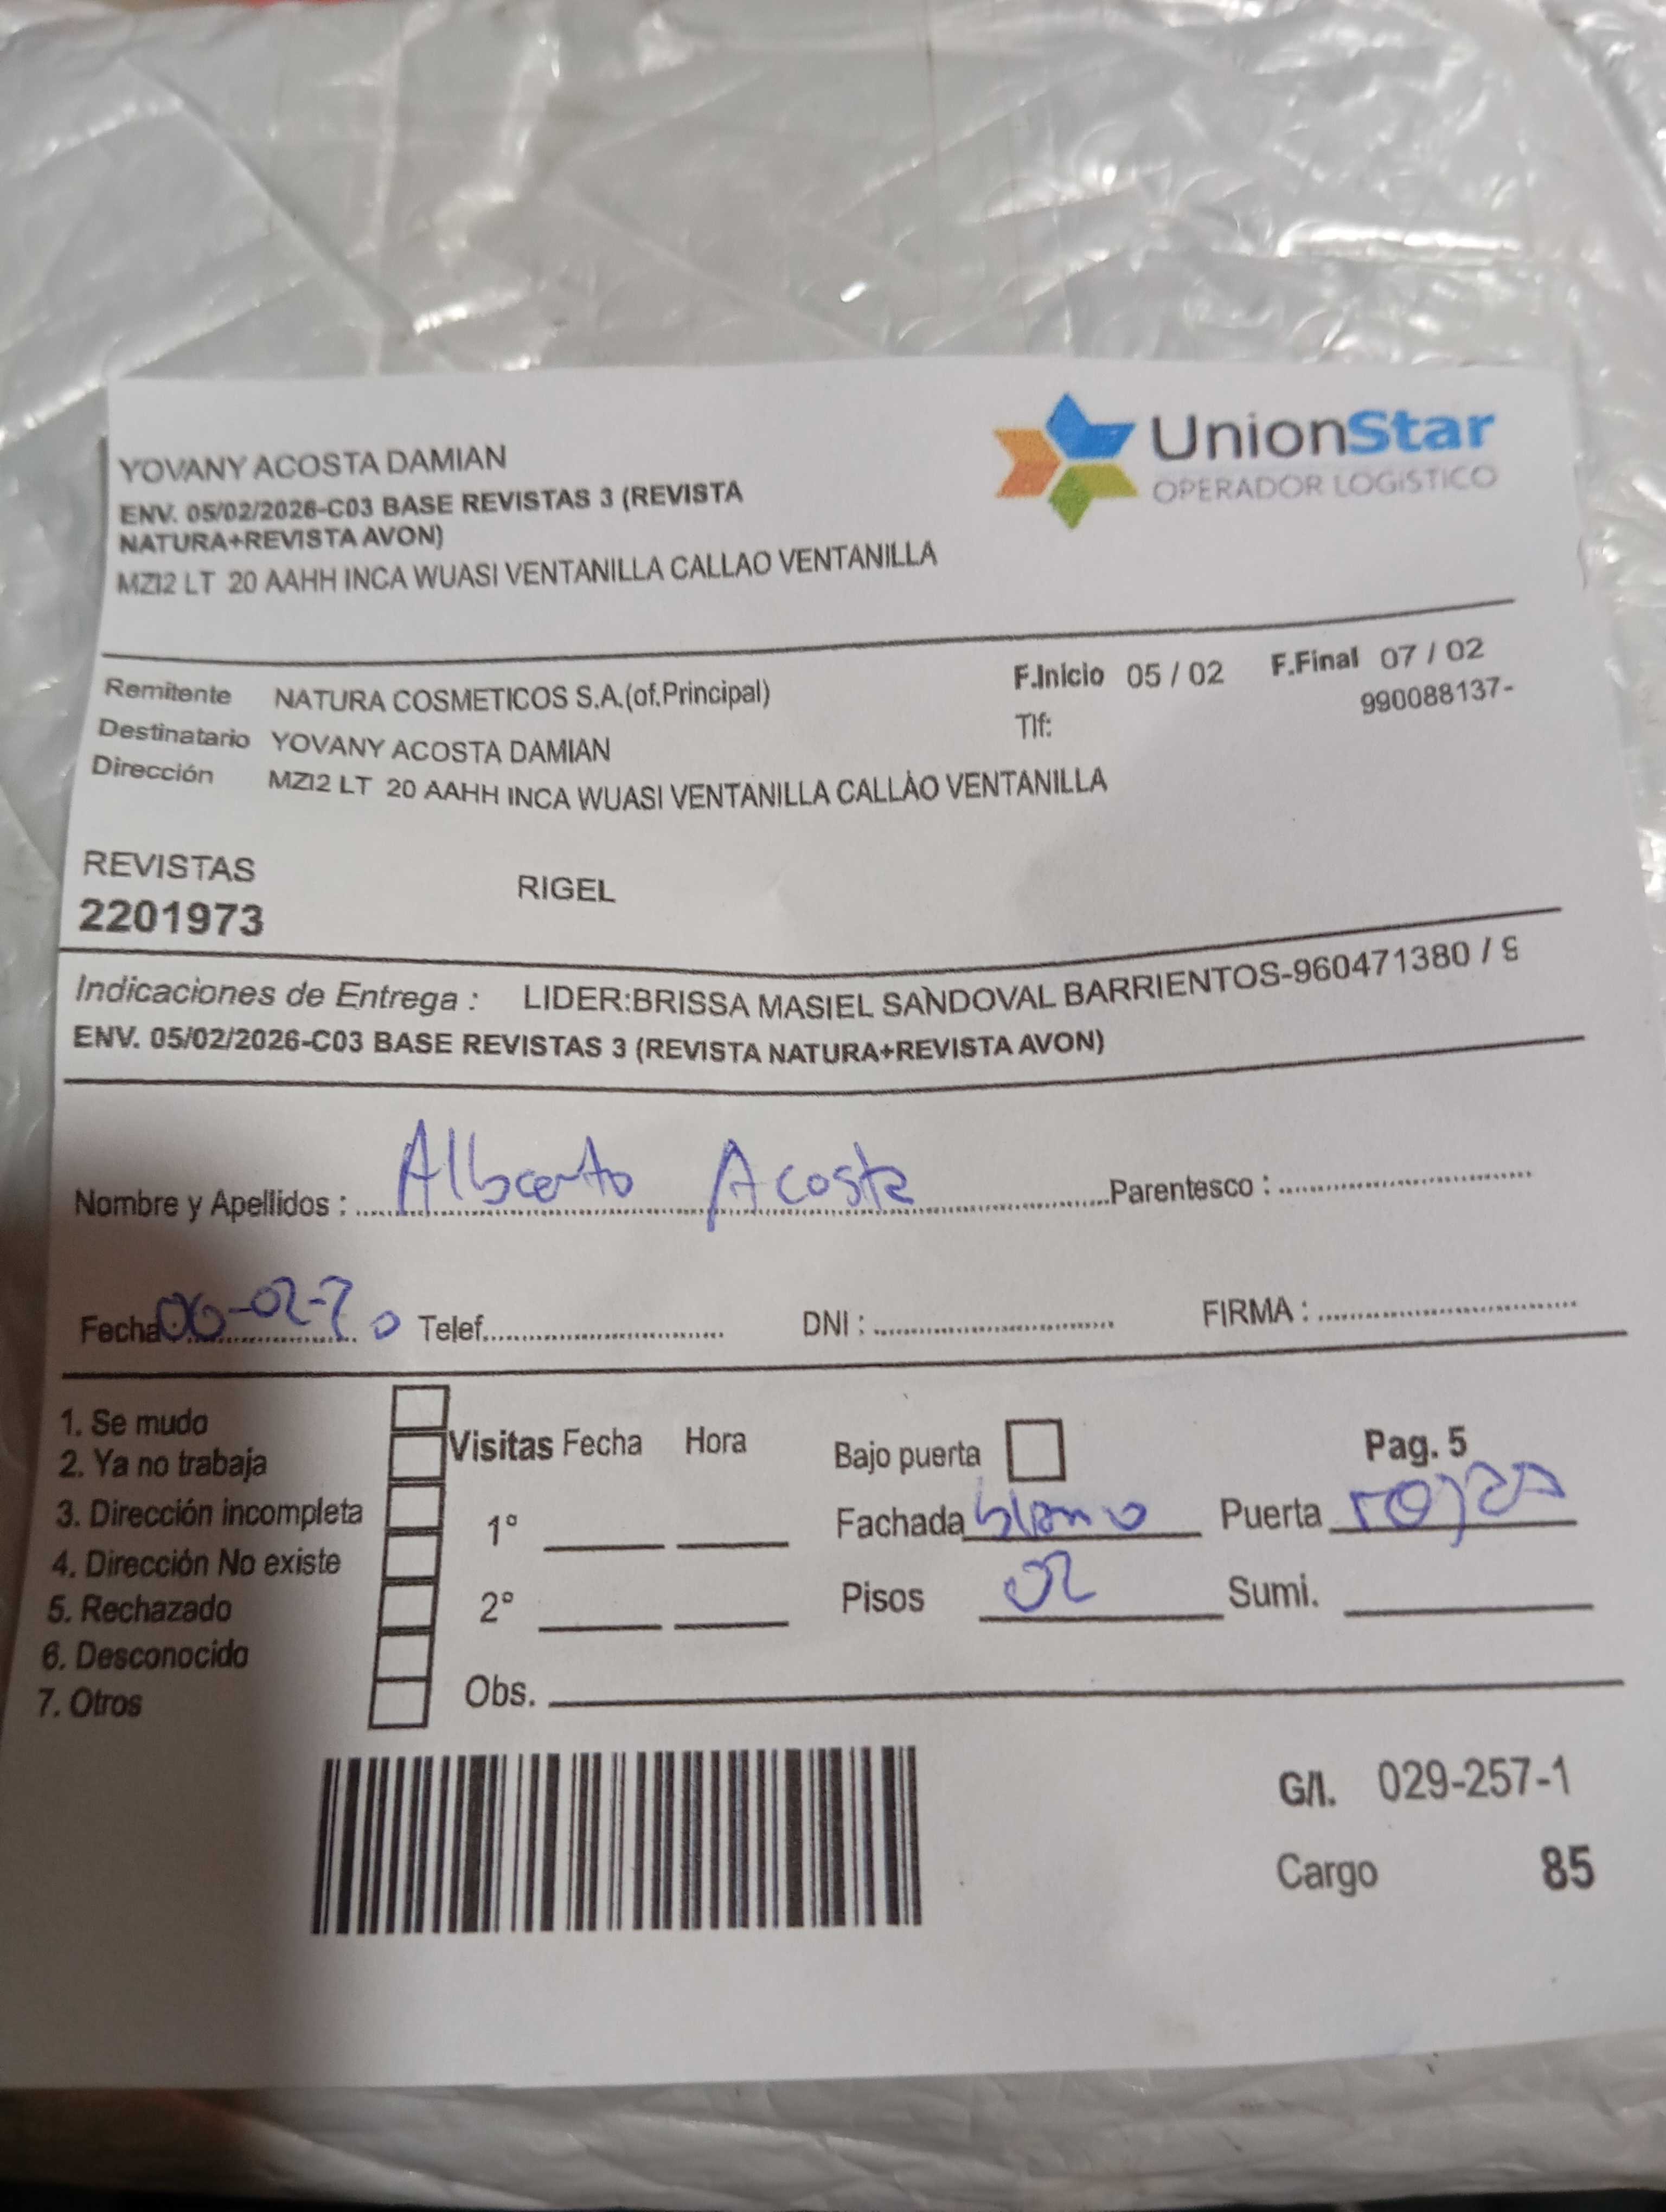 YOVANY ACOSTA DAMIAN
ENV. 05/02/2026-C03 BASE REVISTAS 3 (REVISTA
NATURA+REVISTA AVON)
MZI2 LT 20 AAHH INCA WUASI VENTANILLA CALLAO VENTANILLA
UnionStar
OPERADOR LOGISTICO
Remitente NATURA COSMETICOS S.A.(of.Principal)
F.Inicio 05 / 02 F.Final 07 / 02
Destinatario YOVANY ACOSTA DAMIAN
Tlf: 990088137-
Dirección MZI2 LT 20 AAHH INCA WUASI VENTANILLA CALLAO VENTANILLA
REVISTAS RIGEL
2201973
Indicaciones de Entrega : LIDER:BRISSA MASIEL SANDOVAL BARRIENTOS-960471380 / 9
ENV. 05/02/2026-C03 BASE REVISTAS 3 (REVISTA NATURA+REVISTA AVON)
Nombre y Apellidos : Alberto Acosta Parentesco :
Fecha : 06-02- Telef. DNI : FIRMA :
1. Se mudo
2. Ya no trabaja
3. Dirección incompleta
4. Dirección No existe
5. Rechazado
6. Desconocido
7. Otros
Visitas Fecha Hora
1°
2°
Obs.
Bajo puerta Pag. 5
Fachada blanco Puerta rojas
Pisos 02 Sumi.
G/I. 029-257-1
Cargo 85